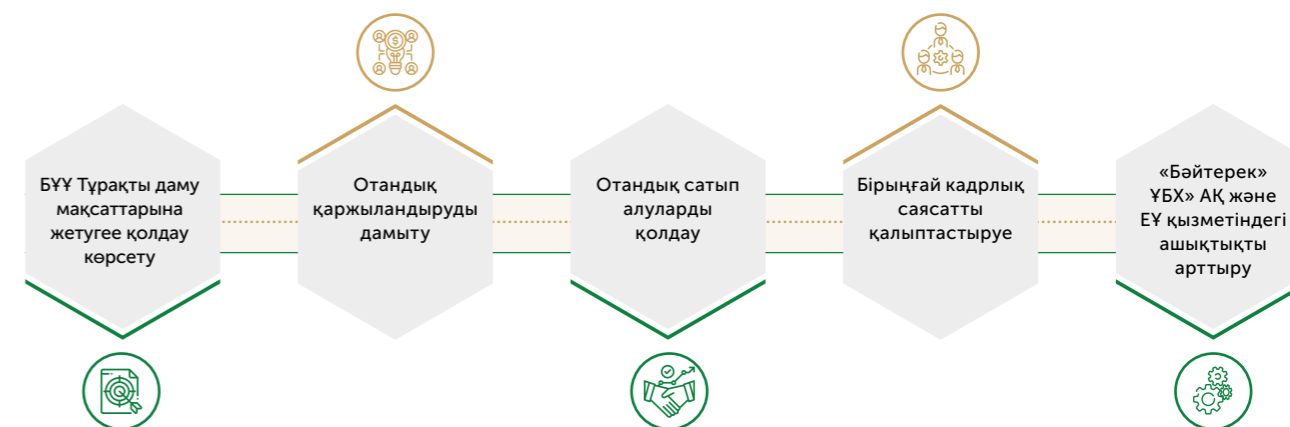 БҰҰ Тұрақты даму
мақсаттарына
жетугее қолдау
көрсету
Отандық
қаржыландыруды
дамыту
Отандық сатып
алуларды
қолдау
Бірыңғай кадрлық
саясатты
қалыптастыруе
«Бәйтерек»
ҰБХ» АҚ және
ЕҰ қызметіндегі
ашықтықты
арттыру